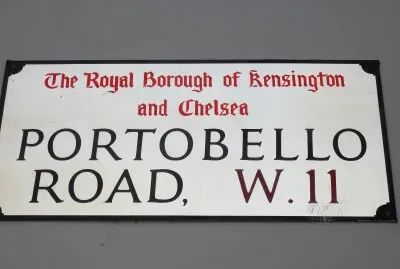 The Royal Borough of Kensington
and Chelsea
PORTOBELLO
ROAD, W.11